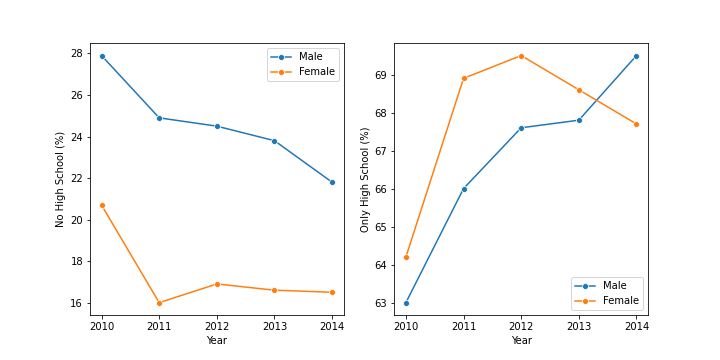 No High School (%)
28
26
24
22
20
18
16
2010 2011 2012 2013 2014
Year
Male
Female
Only High School (%)
69
68
67
66
65
64
63
2010 2011 2012 2013 2014
Year
Male
Female